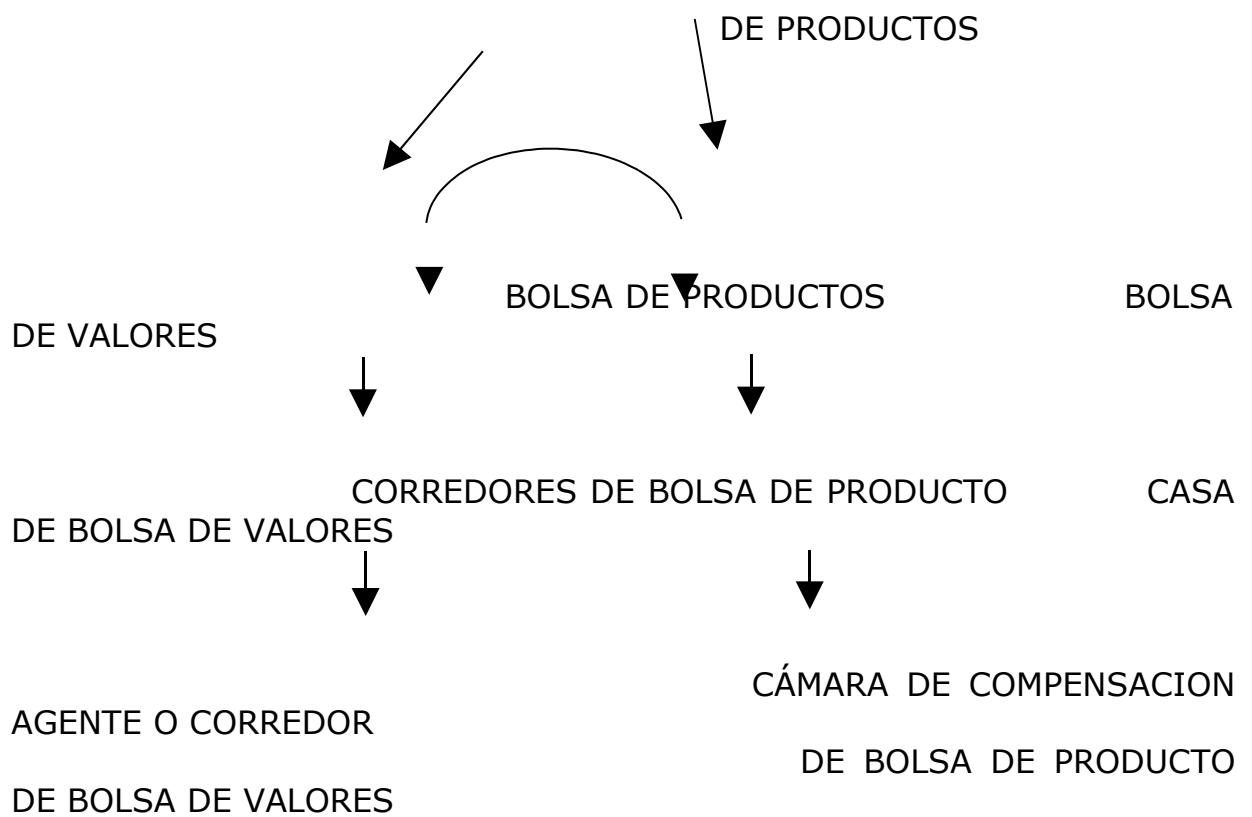 DE PRODUCTOS
BOLSA DE PRODUCTOS BOLSA
DE VALORES
CORREDORES DE BOLSA DE PRODUCTO CASA
DE BOLSA DE VALORES
CÁMARA DE COMPENSACION
AGENTE O CORREDOR
DE BOLSA DE PRODUCTO
DE BOLSA DE VALORES